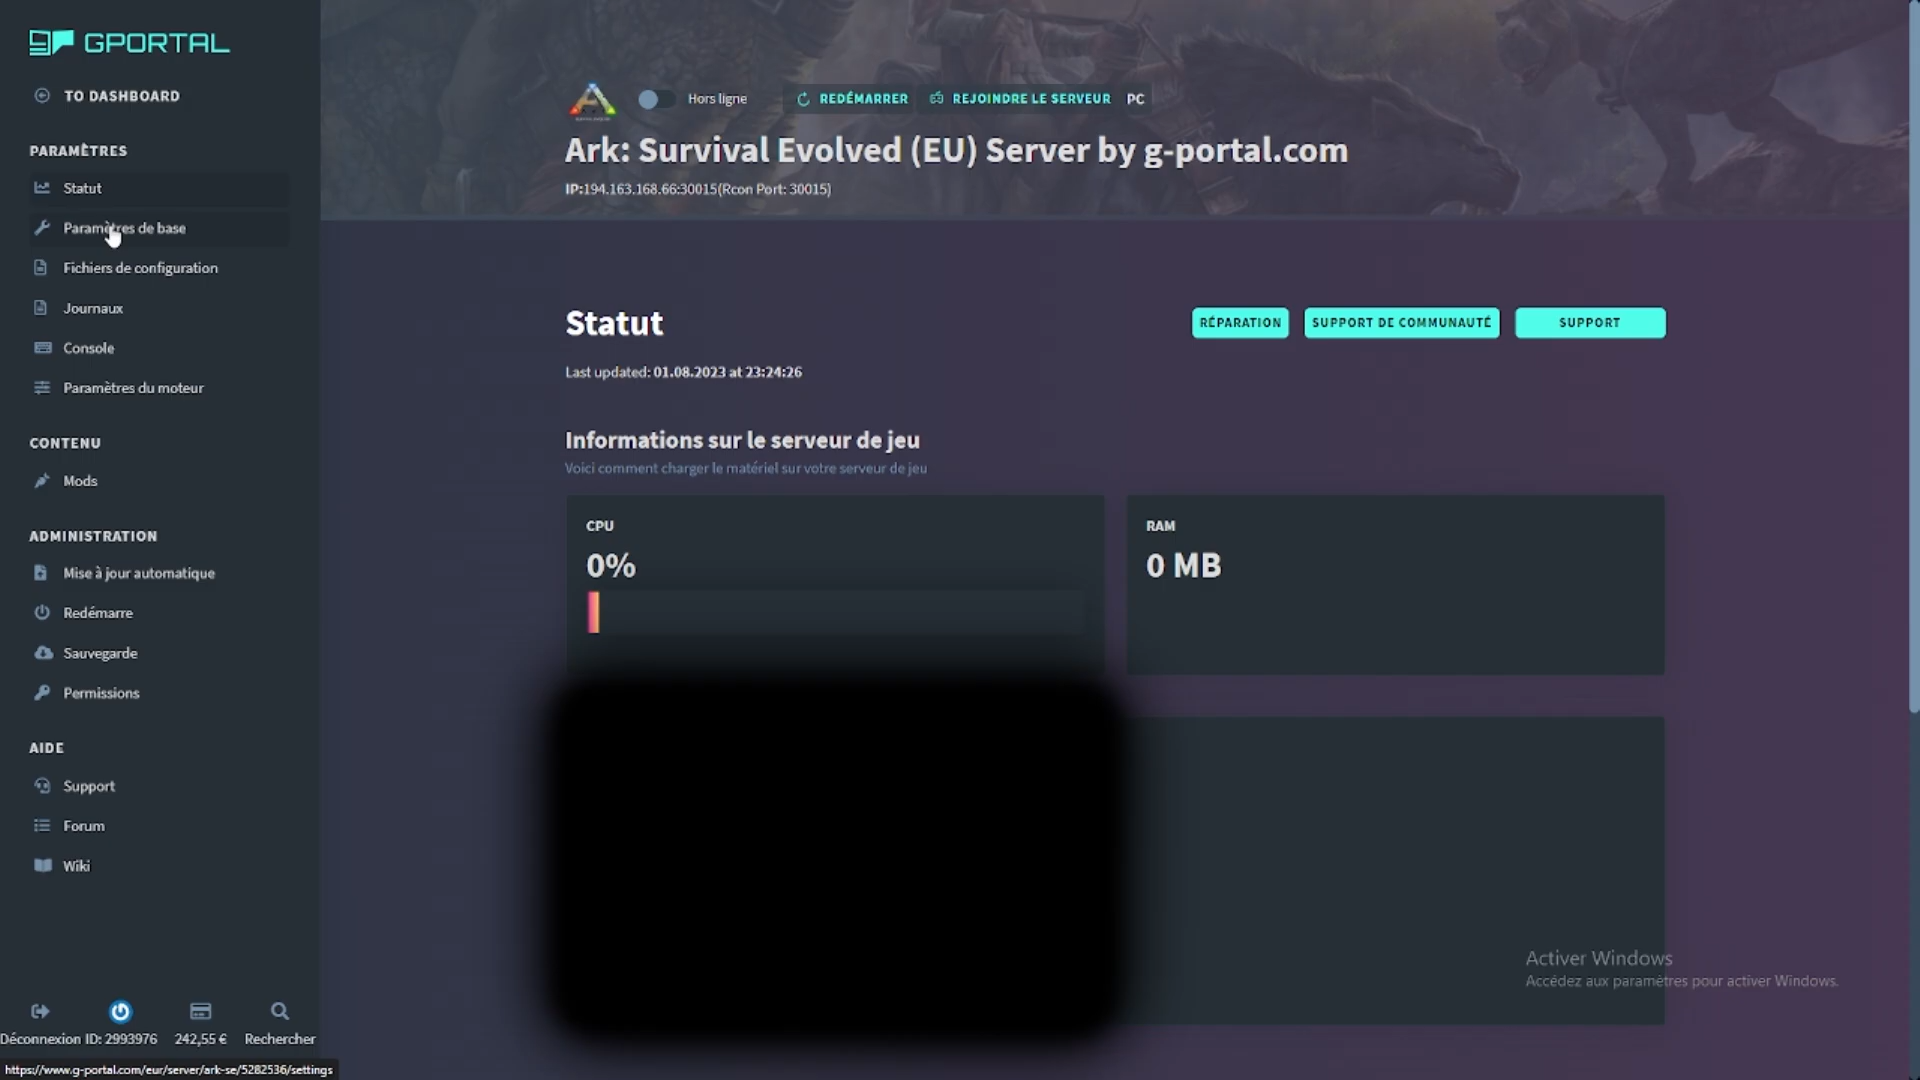 GPORTAL
TO DASHBOARD
PARAMÈTRES
Statut
Paramètres de base
Fichiers de configuration
Journaux
Console
Paramètres du moteur
CONTENU
Mods
ADMINISTRATION
Mise à jour automatique
Redémarre
Sauvegarde
Permissions
AIDE
Support
Forum
Wiki
Déconnexion ID: 2993976 242,55 € Rechercher
https://www.g-portal.com/eur/server/ark-se/5282536/settings
Hors ligne REDÉMARRER REJOINDRE LE SERVEUR PC
Ark: Survival Evolved (EU) Server by g-portal.com
IP:194.163.168.66:30015(Rcon Port: 30015)
Statut
RÉPARATION SUPPORT DE COMMUNAUTÉ SUPPORT
Last updated: 01.08.2023 at 23:24:26
Informations sur le serveur de jeu
Voici comment charger le matériel sur votre serveur de jeu
CPU
0%
RAM
0 MB
Activer Windows
Accédez aux paramètres pour activer Windows.